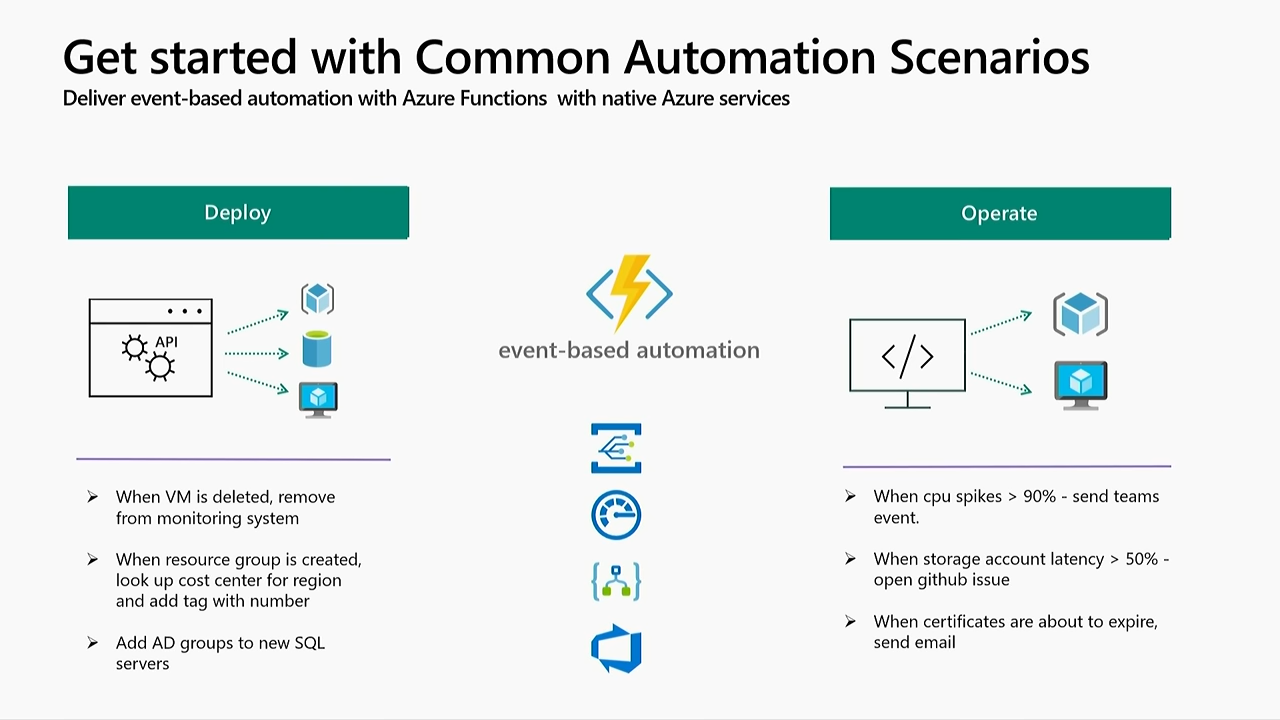 Get started with Common Automation Scenarios
Deliver event-based automation with Azure Functions  with native Azure services
Deploy
API
When VM is deleted, remove
from monitoring system
When resource group is created,
look up cost center for region
and add tag with number
Add AD groups to new SQL
servers
event-based automation
Operate
</>
When cpu spikes > 90% - send teams
event.
When storage account latency > 50% -
open github issue
When certificates are about to expire,
send email